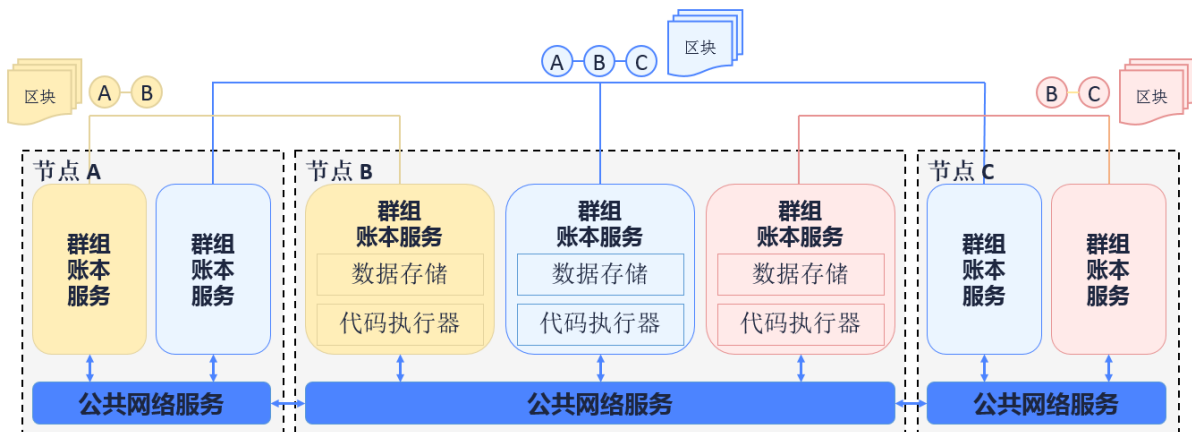 A B C
区块
区块
A B
B C
区块
节点 A
节点 B
节点 C
群组
账本
服务
群组
账本
服务
群组
账本服务
数据存储
代码执行器
群组
账本服务
数据存储
代码执行器
群组
账本服务
数据存储
代码执行器
群组
账本
服务
群组
账本
服务
公共网络服务
公共网络服务
公共网络服务